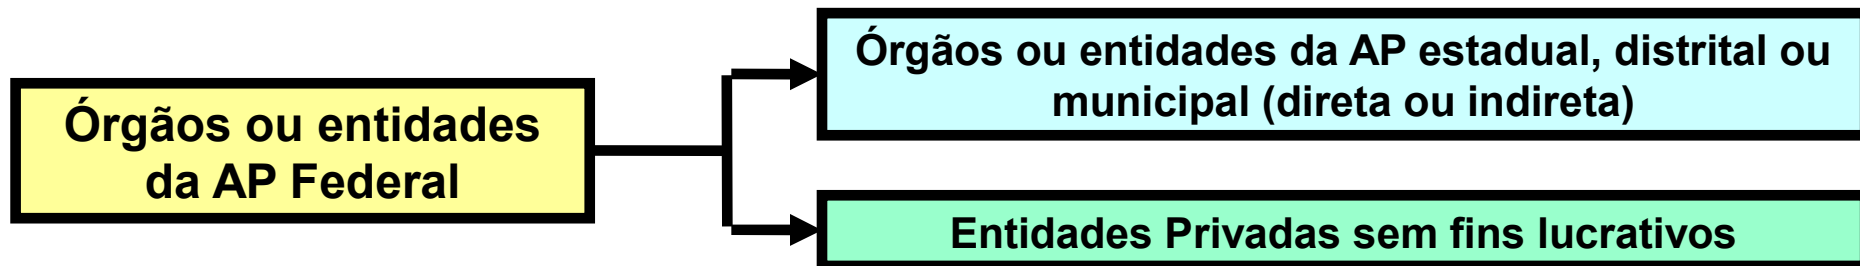 Órgãos ou entidades da AP estadual, distrital ou
municipal (direta ou indireta)
Órgãos ou entidades
da AP Federal
Entidades Privadas sem fins lucrativos